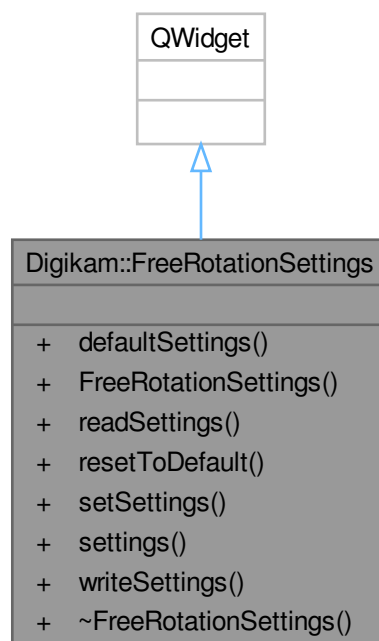 QWidget
Digikam::FreeRotationSettings
+ defaultSettings()
+ FreeRotationSettings()
+ readSettings()
+ resetToDefault()
+ setSettings()
+ settings()
+ writeSettings()
+ ~FreeRotationSettings()